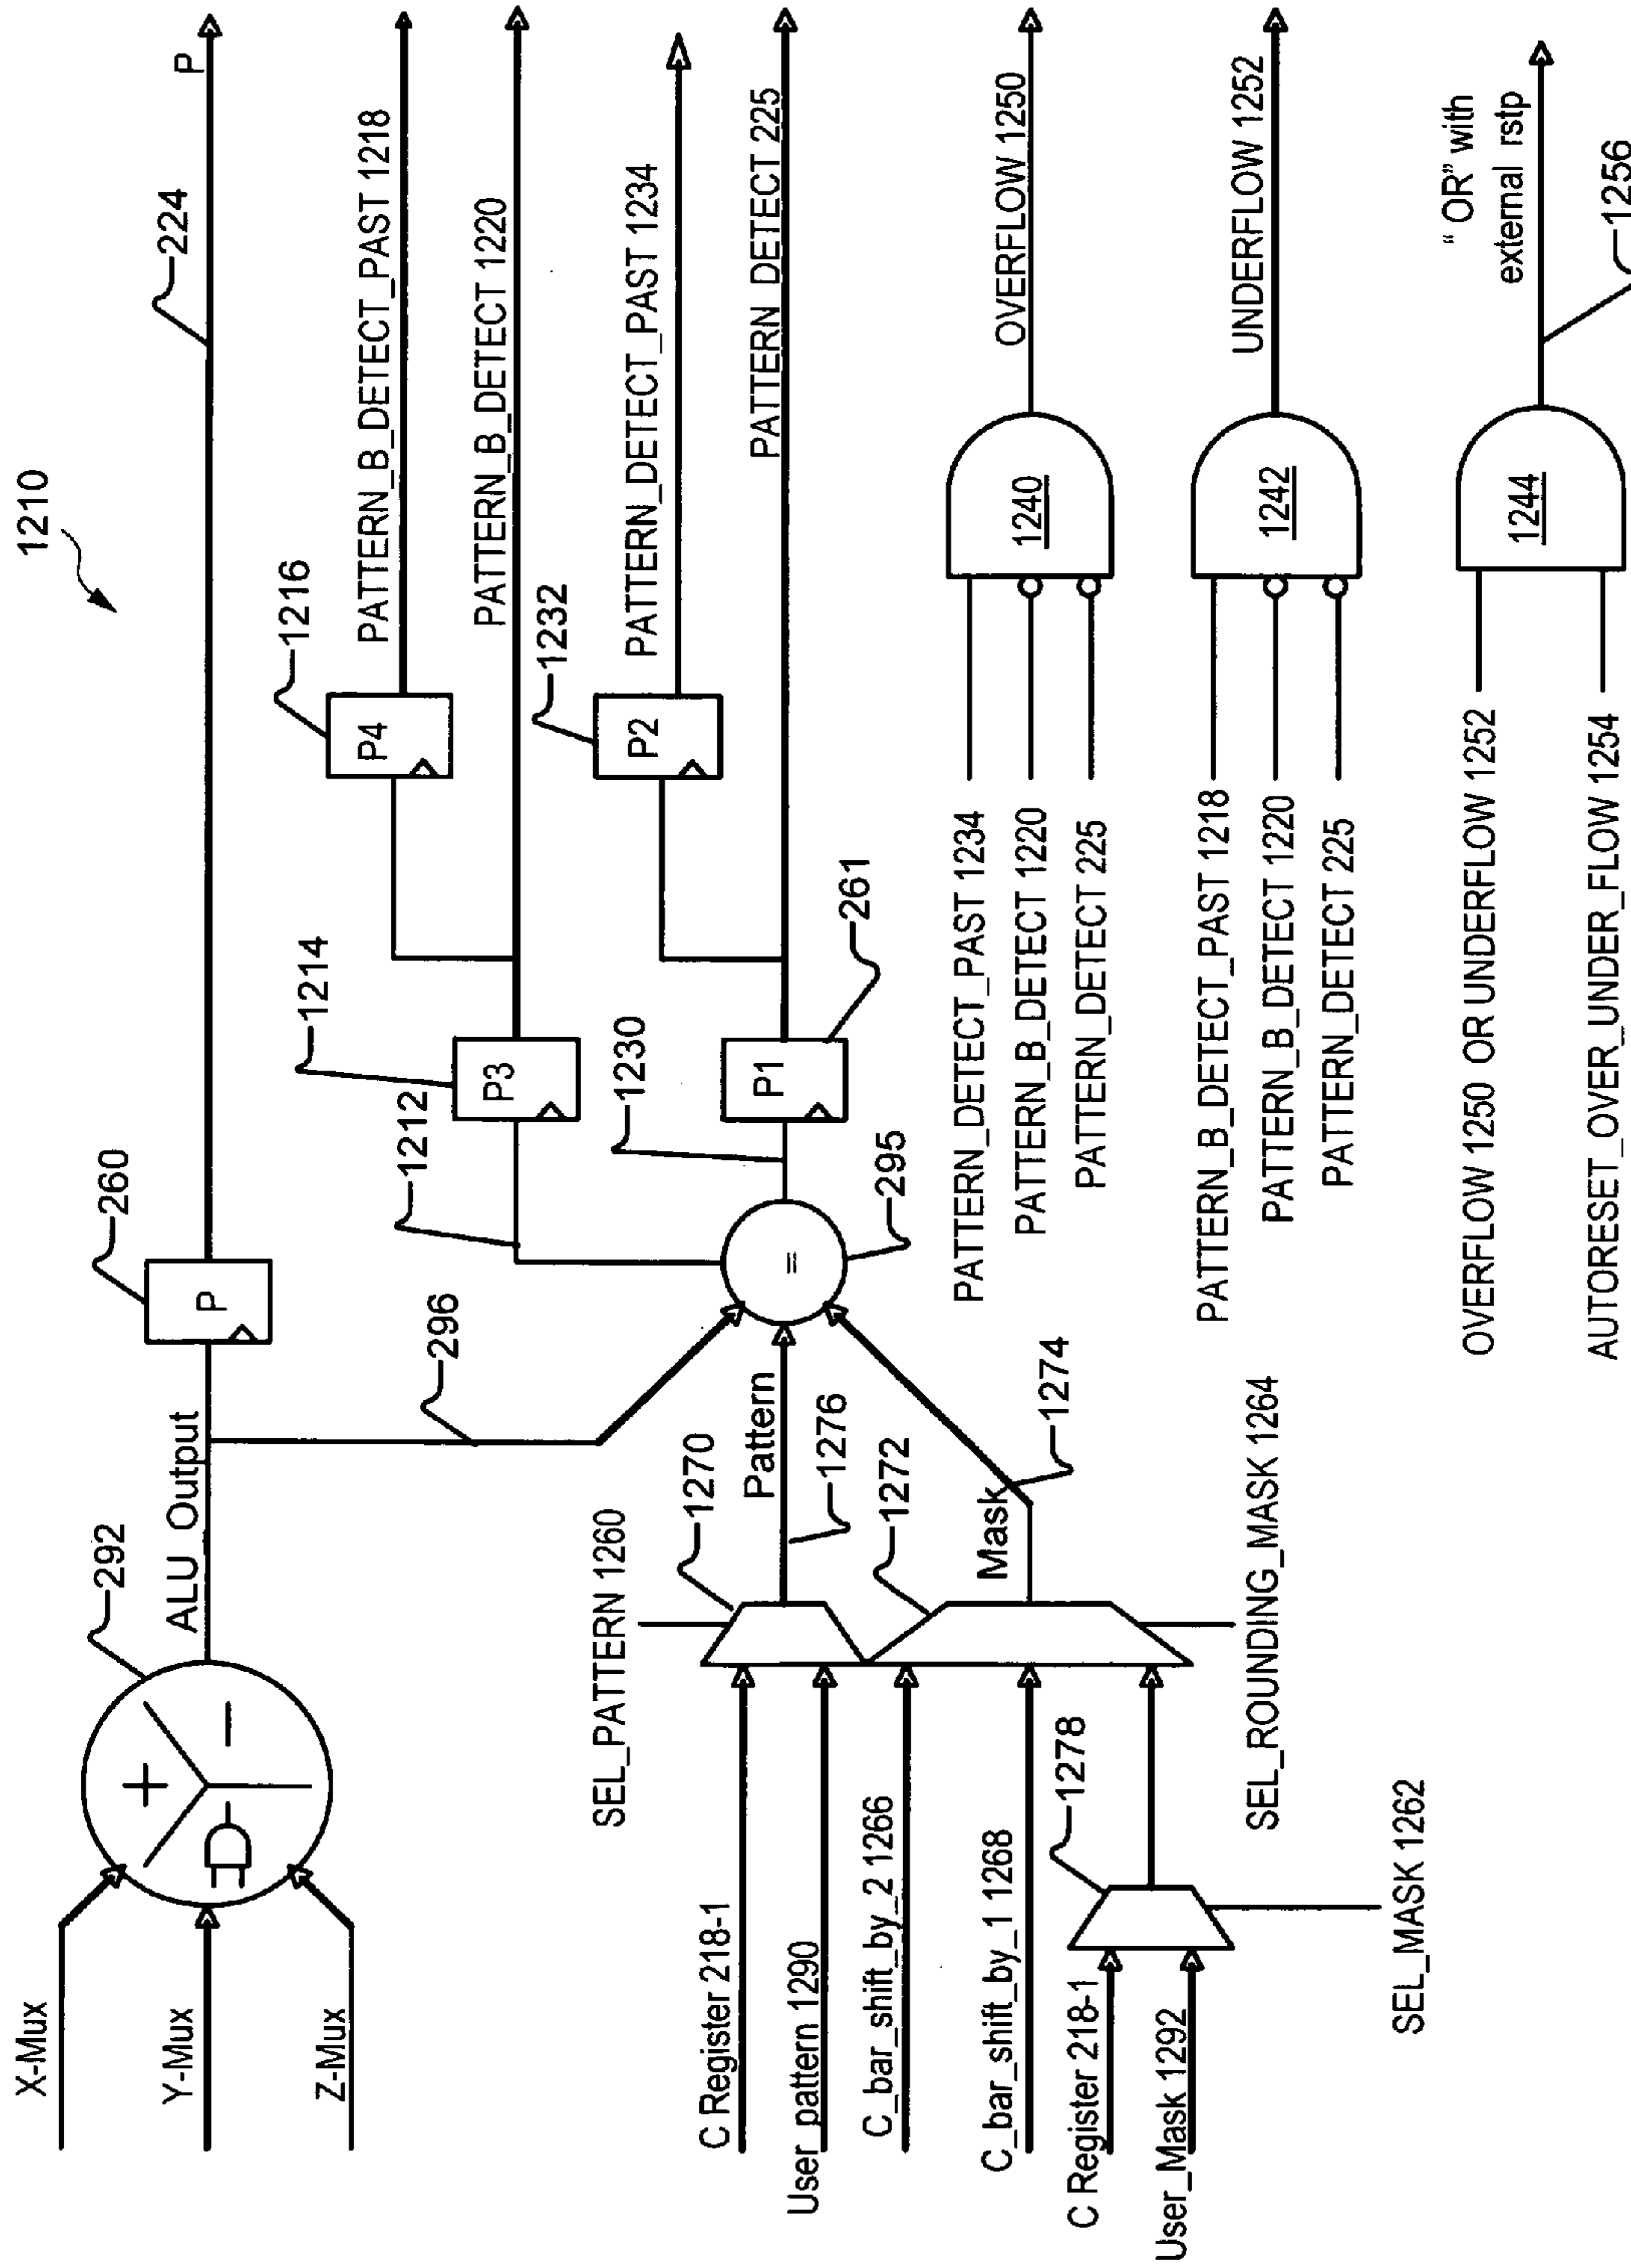 1210
X-Mux
Y-Mux
Z-Mux
292
+
−
ALU Output
260
P
224
P
296
1216
P4
PATTERN_B_DETECT_PAST 1218
1214
P3
1212
PATTERN_B_DETECT 1220
1232
P2
PATTERN_DETECT_PAST 1234
1230
P1
261
PATTERN DETECT 225
=
295
SEL_PATTERN 1260
1270
Pattern
1276
1272
Mask
1274
SEL_ROUNDING_MASK 1264
C Register 218-1
User pattern 1290
C_bar_shift_by_2 1266
C_bar_shift_by_1 1268
C Register 218-1
User_Mask 1292
1278
SEL_MASK 1262
PATTERN_DETECT_PAST 1234
PATTERN_B_DETECT 1220
PATTERN_DETECT 225
1240
OVERFLOW 1250
PATTERN_B_DETECT_PAST 1218
PATTERN_B_DETECT 1220
PATTERN_DETECT 225
1242
UNDERFLOW 1252
OVERFLOW 1250 OR UNDERFLOW 1252
AUTORESET_OVER_UNDER_FLOW 1254
1244
" OR" with
external rstp
1256